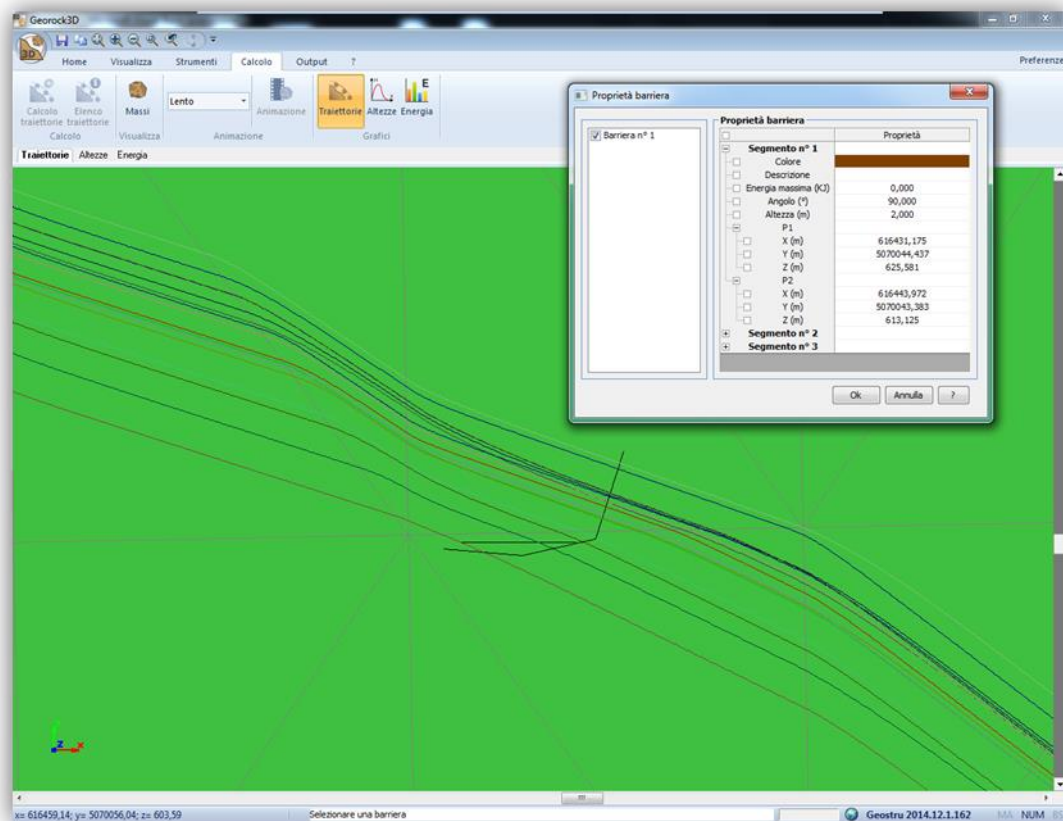 Georock3D
3D
Home Visualizza Strumenti Calcolo Output ?
Preferenze
Calcolo traiettorie
Elenco traiettorie
Massi
Lento
Animazione
Traiettorie Altezze Energia
Calcolo Visualizza Animazione Grafici
Traiettorie Altezze Energia
Proprietà barriera
Barriera n° 1
Proprietà barriera
Proprietà
Segmento n° 1
Colore
Descrizione
Energia massima (KJ) 0,000
Angolo (°) 90,000
Altezza (m) 2,000
P1
X (m) 616431,175
Y (m) 5070044,437
Z (m) 625,581
P2
X (m) 616443,972
Y (m) 5070043,383
Z (m) 613,125
Segmento n° 2
Segmento n° 3
Ok Annulla ?
Z X
x= 616459,14; y= 5070056,04; z= 603,59
Selezionare una barriera
Geostru 2014.12.1.162
MA NUM